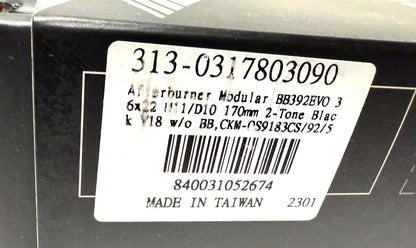 313-0317803090
Afterburner Modular BB392EVO 3
6x22 M11/D10 170mm 2-Tone Blac
k Y18 w/o BB,CKM-OS9183CS/92/5
840031052674
MADE IN TAIWAN 2301